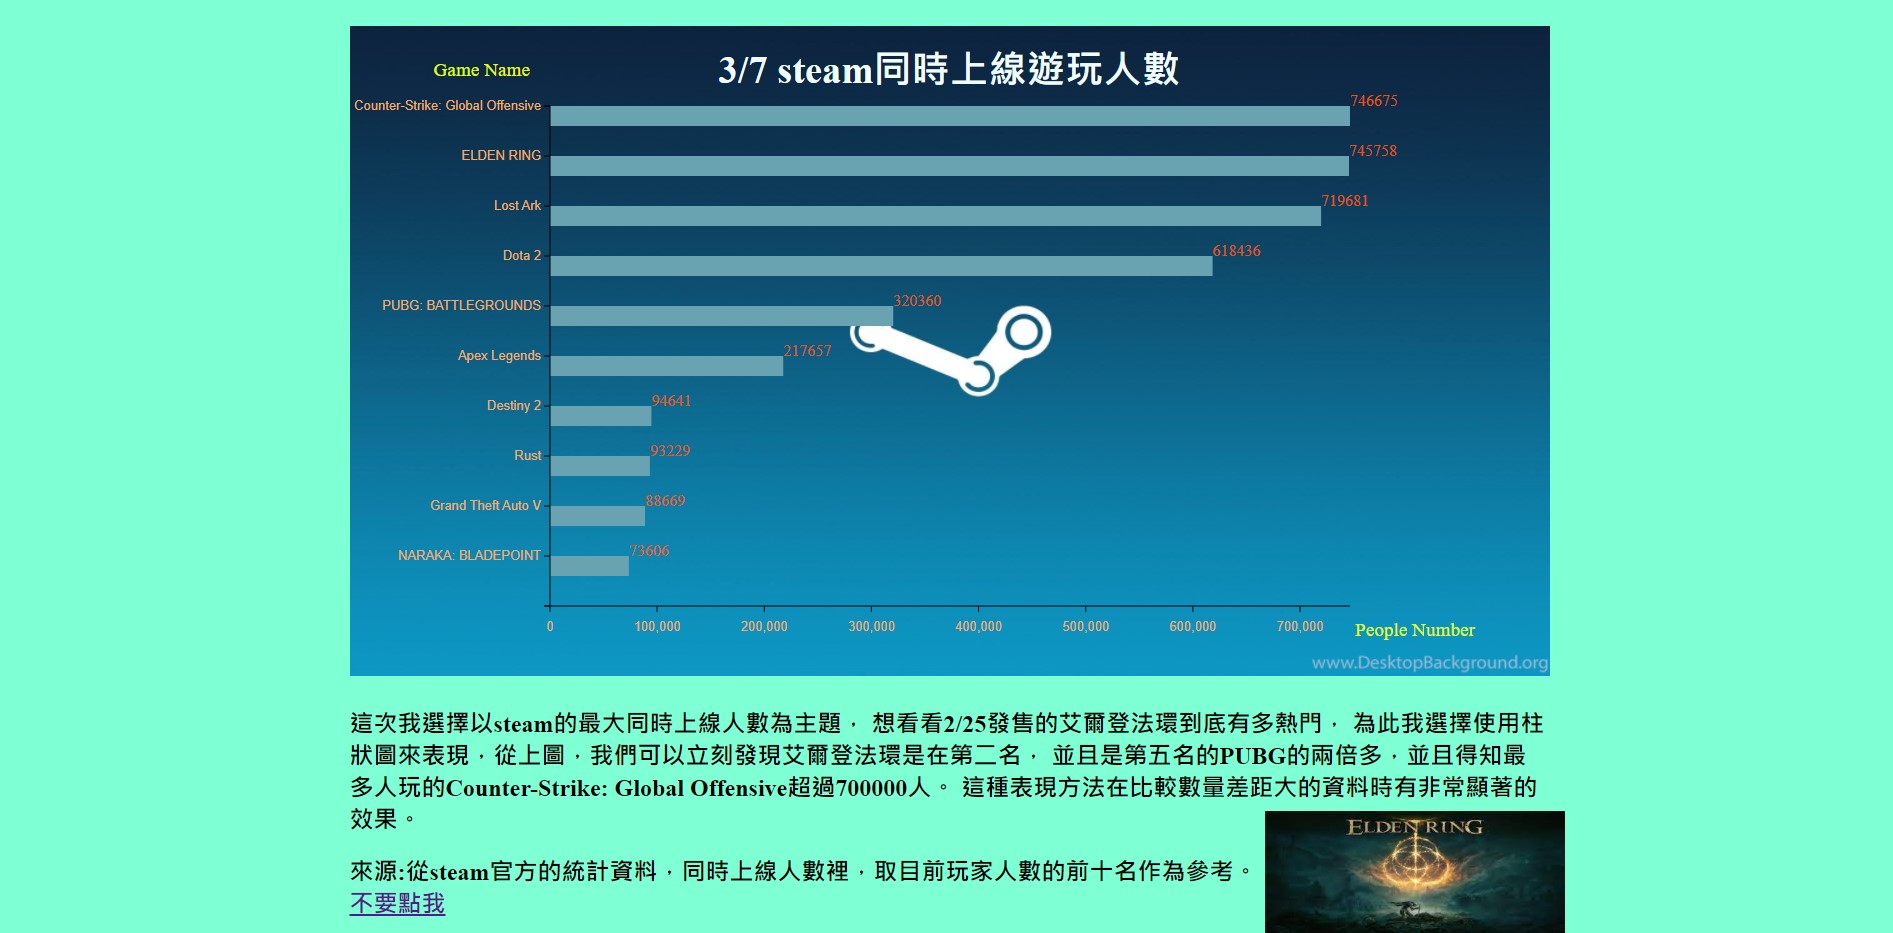 3/7 steam同時上線遊玩人數
Game Name
Counter-Strike: Global Offensive 746675
ELDEN RING 745758
Lost Ark 719681
Dota 2 618436
PUBG: BATTLEGROUNDS 320360
Apex Legends 217657
Destiny 2 94641
Rust 93229
Grand Theft Auto V 88669
NARAKA: BLADEPOINT 73606
0 100,000 200,000 300,000 400,000 500,000 600,000 700,000
People Number
www.DesktopBackground.org
這次我選擇以steam的最大同時上線人數為主題， 想看看2/25發售的艾爾登法環到底有多熱門， 為此我選擇使用柱
狀圖來表現，從上圖，我們可以立刻發現艾爾登法環是在第二名， 並且是第五名的PUBG的兩倍多，並且得知最
多人玩的Counter-Strike: Global Offensive超過700000人。 這種表現方法在比較數量差距大的資料時有非常顯著的
效果。
ELDEN RING
來源:從steam官方的統計資料，同時上線人數裡，取目前玩家人數的前十名作為參考。
不要點我